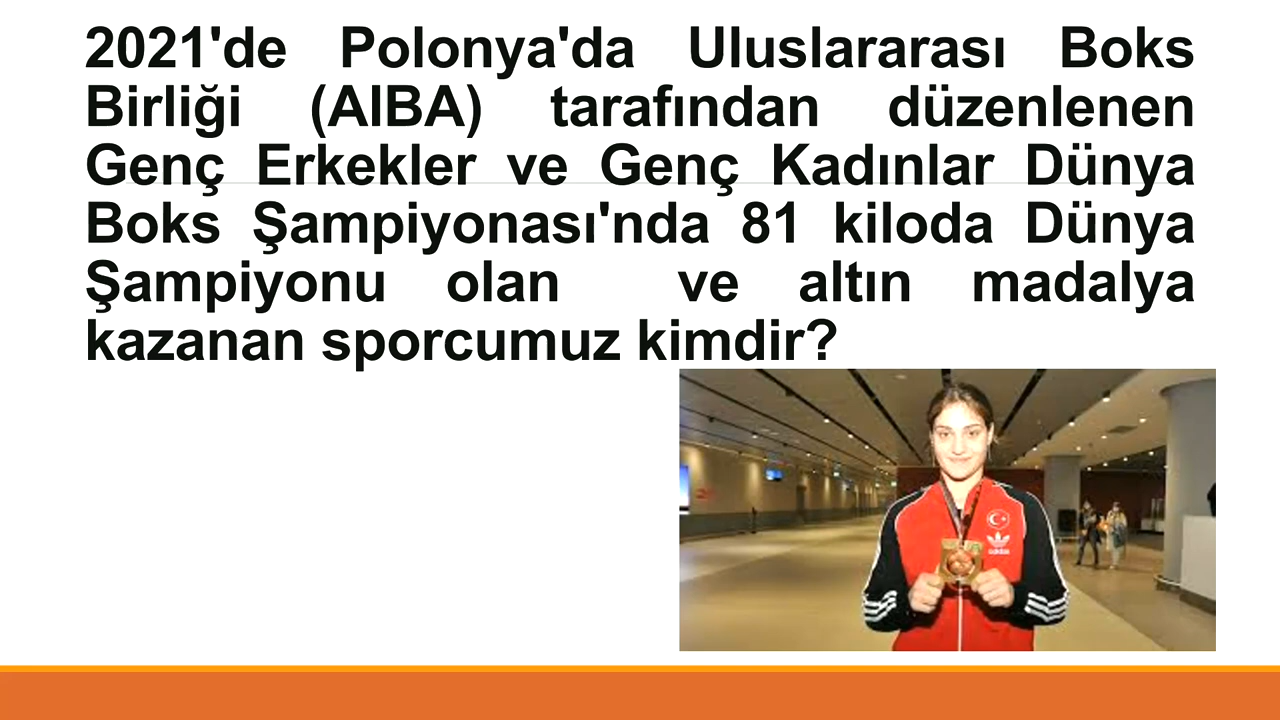 2021'de Polonya'da Uluslararası Boks
Birliği (AIBA) tarafından düzenlenen
Genç Erkekler ve Genç Kadınlar Dünya
Boks Şampiyonası'nda 81 kiloda Dünya
Şampiyonu olan ve altın madalya
kazanan sporcumuz kimdir?
adidas